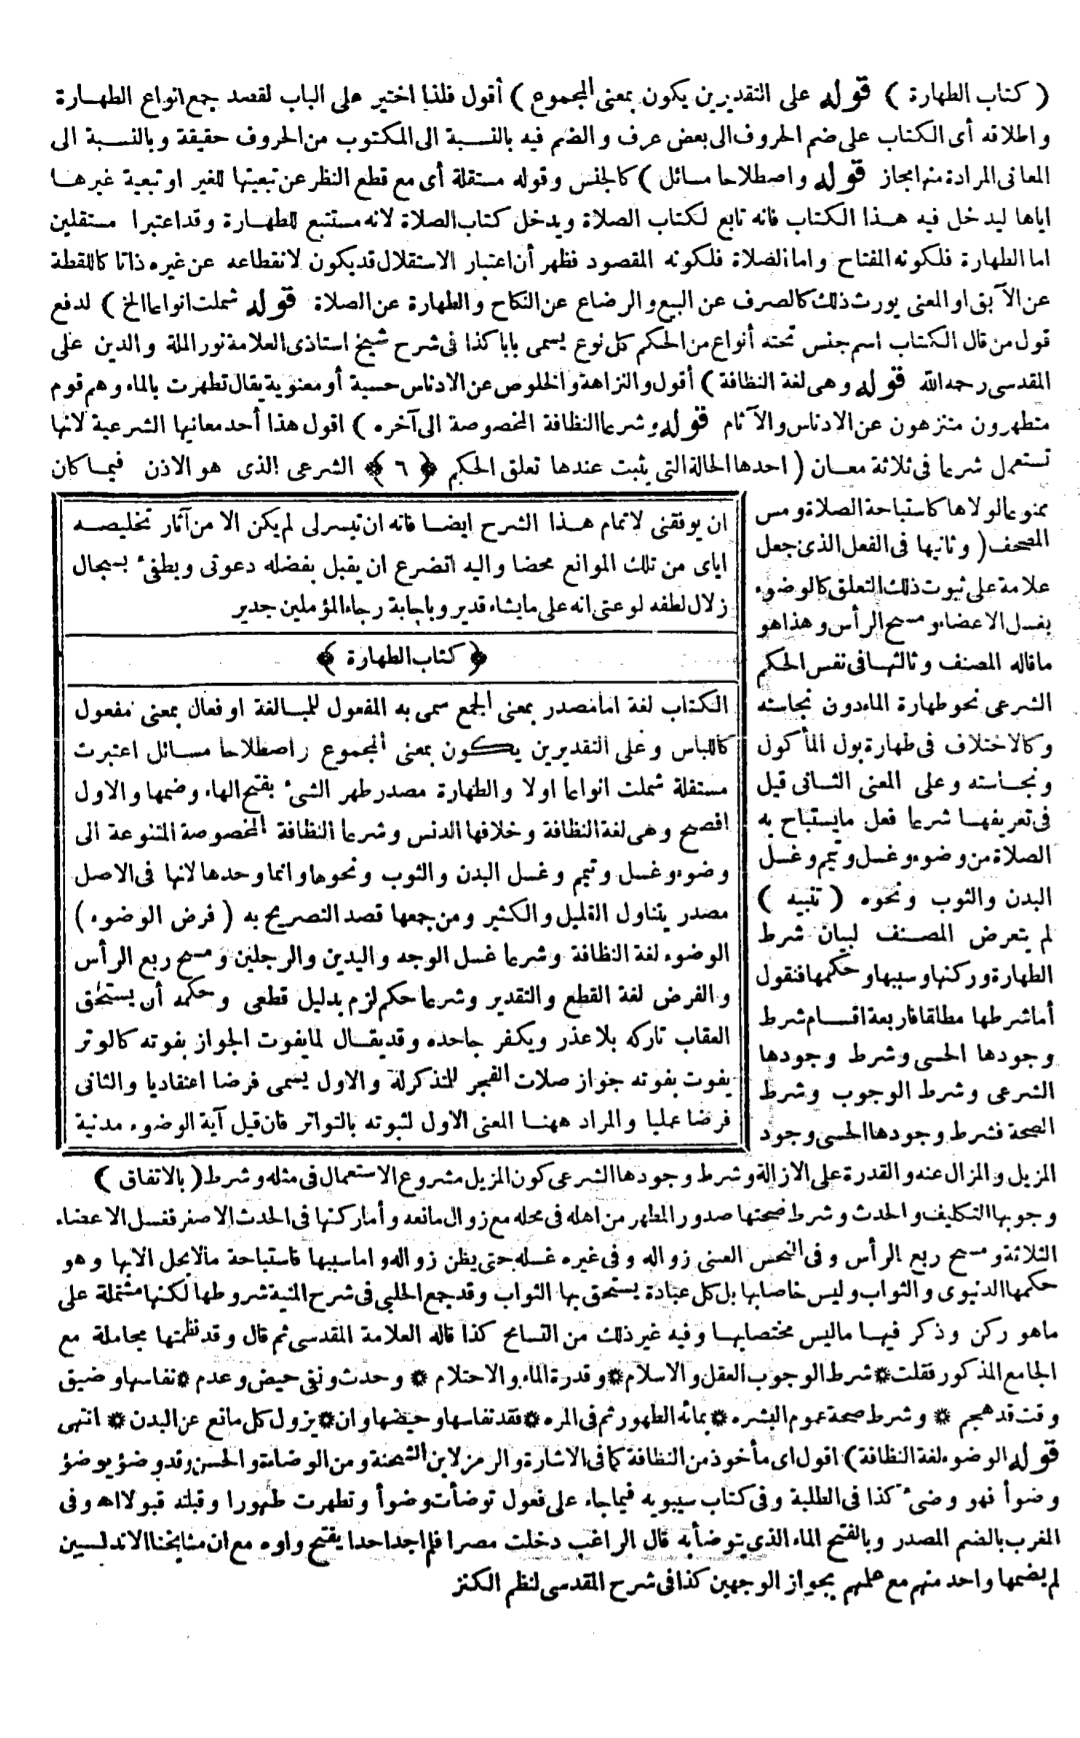 ( كتاب الطهارة ) قوله على التقديرين يكون بمعنى المجموع ) أقول فلذا اختير على الباب لقصد جمع انواع الطهارة
واطلاقه أى الكتاب على ضم الحروف الى بعض عرف والضم فيه بالنسبة الى المكتوب من الحروف حقيقة وبالنسبة الى
المعانى المرادة منها مجاز قوله واصطلاحا مسائل ) كالجنس وقوله مستقلة أى مع قطع النظر عن تبعيتها للغير او تبعية غيرها
اياها ليدخل فيه هذا الكتاب فانه تابع لكتاب الصلاة ويدخل كتاب الصلاة لانه مستتبع للطهارة وقد اعتبرا مستقلين
اما الطهارة فلكونه المفتاح واما الصلاة فلكونه المقصود فظهر أن اعتبار الاستقلال قد يكون لانقطاعه عن غيره ذاتا كاللقطة
عن الآبق او لمعنى يورث ذلك كالصرف عن البيع والرضاع عن النكاح والطهارة عن الصلاة قوله شملت انواعا الخ ) لدفع
قول من قال الكتاب اسم جنس تحته أنواع من الحكم كل نوع يسمى بابا كذا فى شرح شيخ استاذى العلامة نور الملة والدين على
المقدسى رحمه الله قوله وهى لغة النظافة ) أقول والنزاهة والخلوص عن الادناس حسية أو معنوية يقال تطهرت بالماء وهم قوم
متطهرون متنزهون عن الادناس والآثام قوله وشرعا النظافة المخصوصة الى آخره ) اقول هذا أحد معانيها الشرعية لانها
تستعمل شرعا فى ثلاثة معان ( احدها الحالة التى يثبت عندها تعلق الحكم ﴿ ٦ ﴾ الشرعى الذى هو الاذن فيما كان
ممنوعا لولاها كاستباحة الصلاة ومس
المصحف ( وثانيها فى الفعل الذى جعل
علامة على ثبوت ذلك التعلق كالوضوء
بغسل الاعضاء ومسح الرأس وهذا هو
ما قاله المصنف وثالثها فى نفس الحكم
الشرعى نحو طهارة الماء دون نجاسته
وكالاختلاف فى طهارة بول المأكول
ونجاسته وعلى المعنى الثانى قيل
فى تعريفها شرعا فعل ما يستباح به
الصلاة من وضوء وغسل وتيمم وغسل
البدن والثوب ونحوه ( تنبيه )
لم يتعرض المصنف لبيان شرط
الطهارة وركنها وسببها وحكمها فنقول
أما شرطها مطلقا فاربعة اقسام شرط
وجودها الحسى وشرط وجودها
الشرعى وشرط الوجوب وشرط
الصحة فشرط وجودها الحسى وجود
ان يوفقنى لاتمام هذا الشرح ايضا فانه ان تيسر لى لم يكن الا من آثار تخليصه
اياى من تلك الموانع محضا واليه اتضرع ان يقبل بفضله دعوتى ويطفئ بسجال
زلال لطفه لوعتى انه على ما يشاء قدير وباجابة رجاء المؤملين جدير
﴿ كتاب الطهارة ﴾
الكتاب لغة اما مصدر بمعنى الجمع سمى به المفعول للمبالغة او فعال بمعنى مفعول
كاللباس وعلى التقديرين يكون بمعنى المجموع واصطلاحا مسائل اعتبرت
مستقلة شملت انواعا اولا والطهارة مصدر طهر الشئ بفتح الهاء وضمها والاول
افصح وهى لغة النظافة وخلافها الدنس وشرعا النظافة المخصوصة المتنوعة الى
وضوء وغسل وتيمم وغسل البدن والثوب ونحوها وانما وحدها لانها فى الاصل
مصدر يتناول القليل والكثير ومن جمعها قصد التصريح به ( فرض الوضوء )
الوضوء لغة النظافة وشرعا غسل الوجه واليدين والرجلين ومسح ربع الرأس
والفرض لغة القطع والتقدير وشرعا حكم لزم بدليل قطعى وحكمه أن يستحق
العقاب تاركه بلا عذر ويكفر جاحده وقد يقال لما يفوت الجواز بفوته كالوتر
يفوت بفوته جواز صلات الفجر للمتذكر له والاول يسمى فرضا اعتقاديا والثانى
فرضا عمليا والمراد ههنا المعنى الاول لثبوته بالتواتر فان قيل آية الوضوء مدنية
المزيل والمزال عنه والقدرة على الازالة وشرط وجودها الشرعى كون المزيل مشروع الاستعمال فى مثله وشرط ( بالاتفاق )
وجوبها التكليف والحدث وشرط صحتها صدور المطهر من اهله فى محله مع زوال مانعه وأما ركنها فى الحدث الاصغر فغسل الاعضاء
الثلاثة ومسح ربع الرأس وفى النجس العينى زواله وفى غيره غسله حتى يظن زواله واما سببها فاستباحة ما لا يحل الا بها وهو
حكمها الدنيوى والثواب وليس خاصا بها بل كل عبادة يستحق بها الثواب وقد جمع الحلبى فى شرح المنية شروطها لكنها مشتملة على
ما هو ركن وذكر فيها ما ليس مختصا بها وفيه غير ذلك من التسامح كذا قاله العلامة المقدسى ثم قال وقد نظمتها مجاملة مع
الجامع المذكور فقلت * شرط الوجوب العقل والاسلام * وقدرة الماء والاحتلام * وحدث ونفى حيض وعدم * نفاسها وضيق
وقت قد هجم * وشرط صحة عموم البشره * بمائه الطهور ثم فى المره * فقد نفاسها وحيضها وان * يزول كل مانع عن البدن * انتهى
قوله الوضوء لغة النظافة ) اقول اى مأخوذ من النظافة كما فى الاشارة والرمز لابن الشحنة ومن الوضاءة والحسن وقد وضؤ يوضؤ
وضوأ فهو وضئ كذا فى الطلبة وفى كتاب سيبويه فيما جاء على فعول توضأت وضوأ وتطهرت طهورا وقبلته قبولا اه وفى
المغرب بالضم المصدر وبالفتح الماء الذى يتوضأ به قال الراغب دخلت مصرا فلم اجد احدا يفتح واوه مع ان مشايخنا الاندلسين
لم يضمها واحد منهم مع علمهم بجواز الوجهين كذا فى شرح المقدسى لنظم الكنز